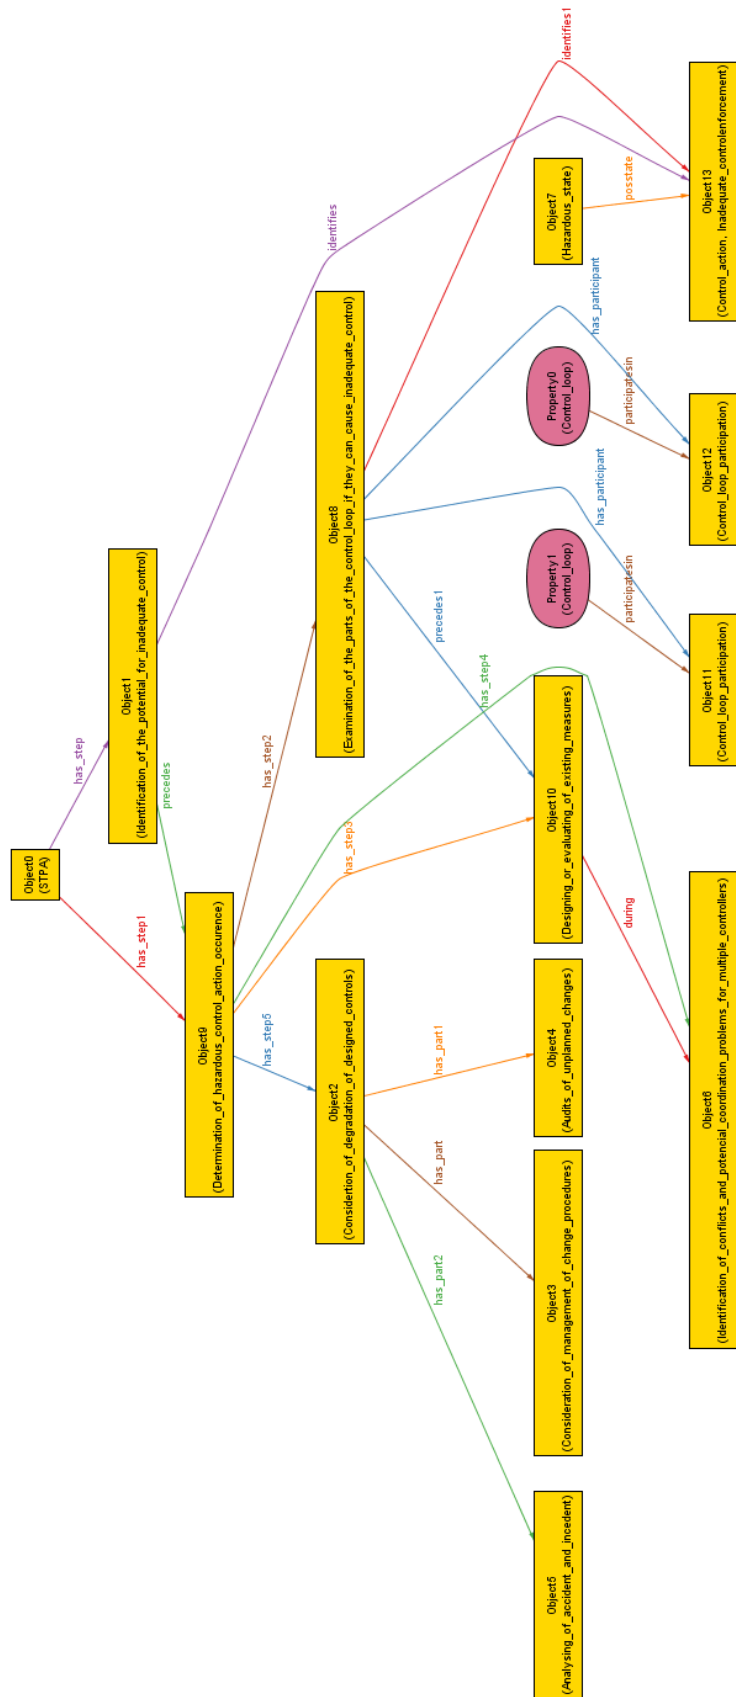 Object0
(STPA)
has_step
has_step1
Object1
(Identification_of_the_potential_for_inadequate_control)
precedes
identifies
Object9
(Determination_of_hazardous_control_action_occurence)
has_step5
has_step3
has_step2
has_step4
Object2
(Considertion_of_degradation_of_designed_controls)
Object8
(Examination_of_the_parts_of_the_control_loop_if_they_can_cause_inadequate_control)
has_part2
has_part
has_part1
precedes1
has_participant
has_participant
identifies1
Object5
(Analysing_of_accident_and_incedent)
Object3
(Consideration_of_management_of_change_procedures)
Object4
(Audits_of_unplanned_changes)
Object10
(Designing_or_evaluating_of_existing_measures)
Property1
(Control_loop)
Property0
(Control_loop)
Object7
(Hazardous_state)
during
participatesin
participatesin
posstate
Object6
(Identification_of_conflicts_and_potencial_coordination_problems_for_multiple_controllers)
Object11
(Control_loop_participation)
Object12
(Control_loop_participation)
Object13
(Control_action, Inadequate_controlenforcement)